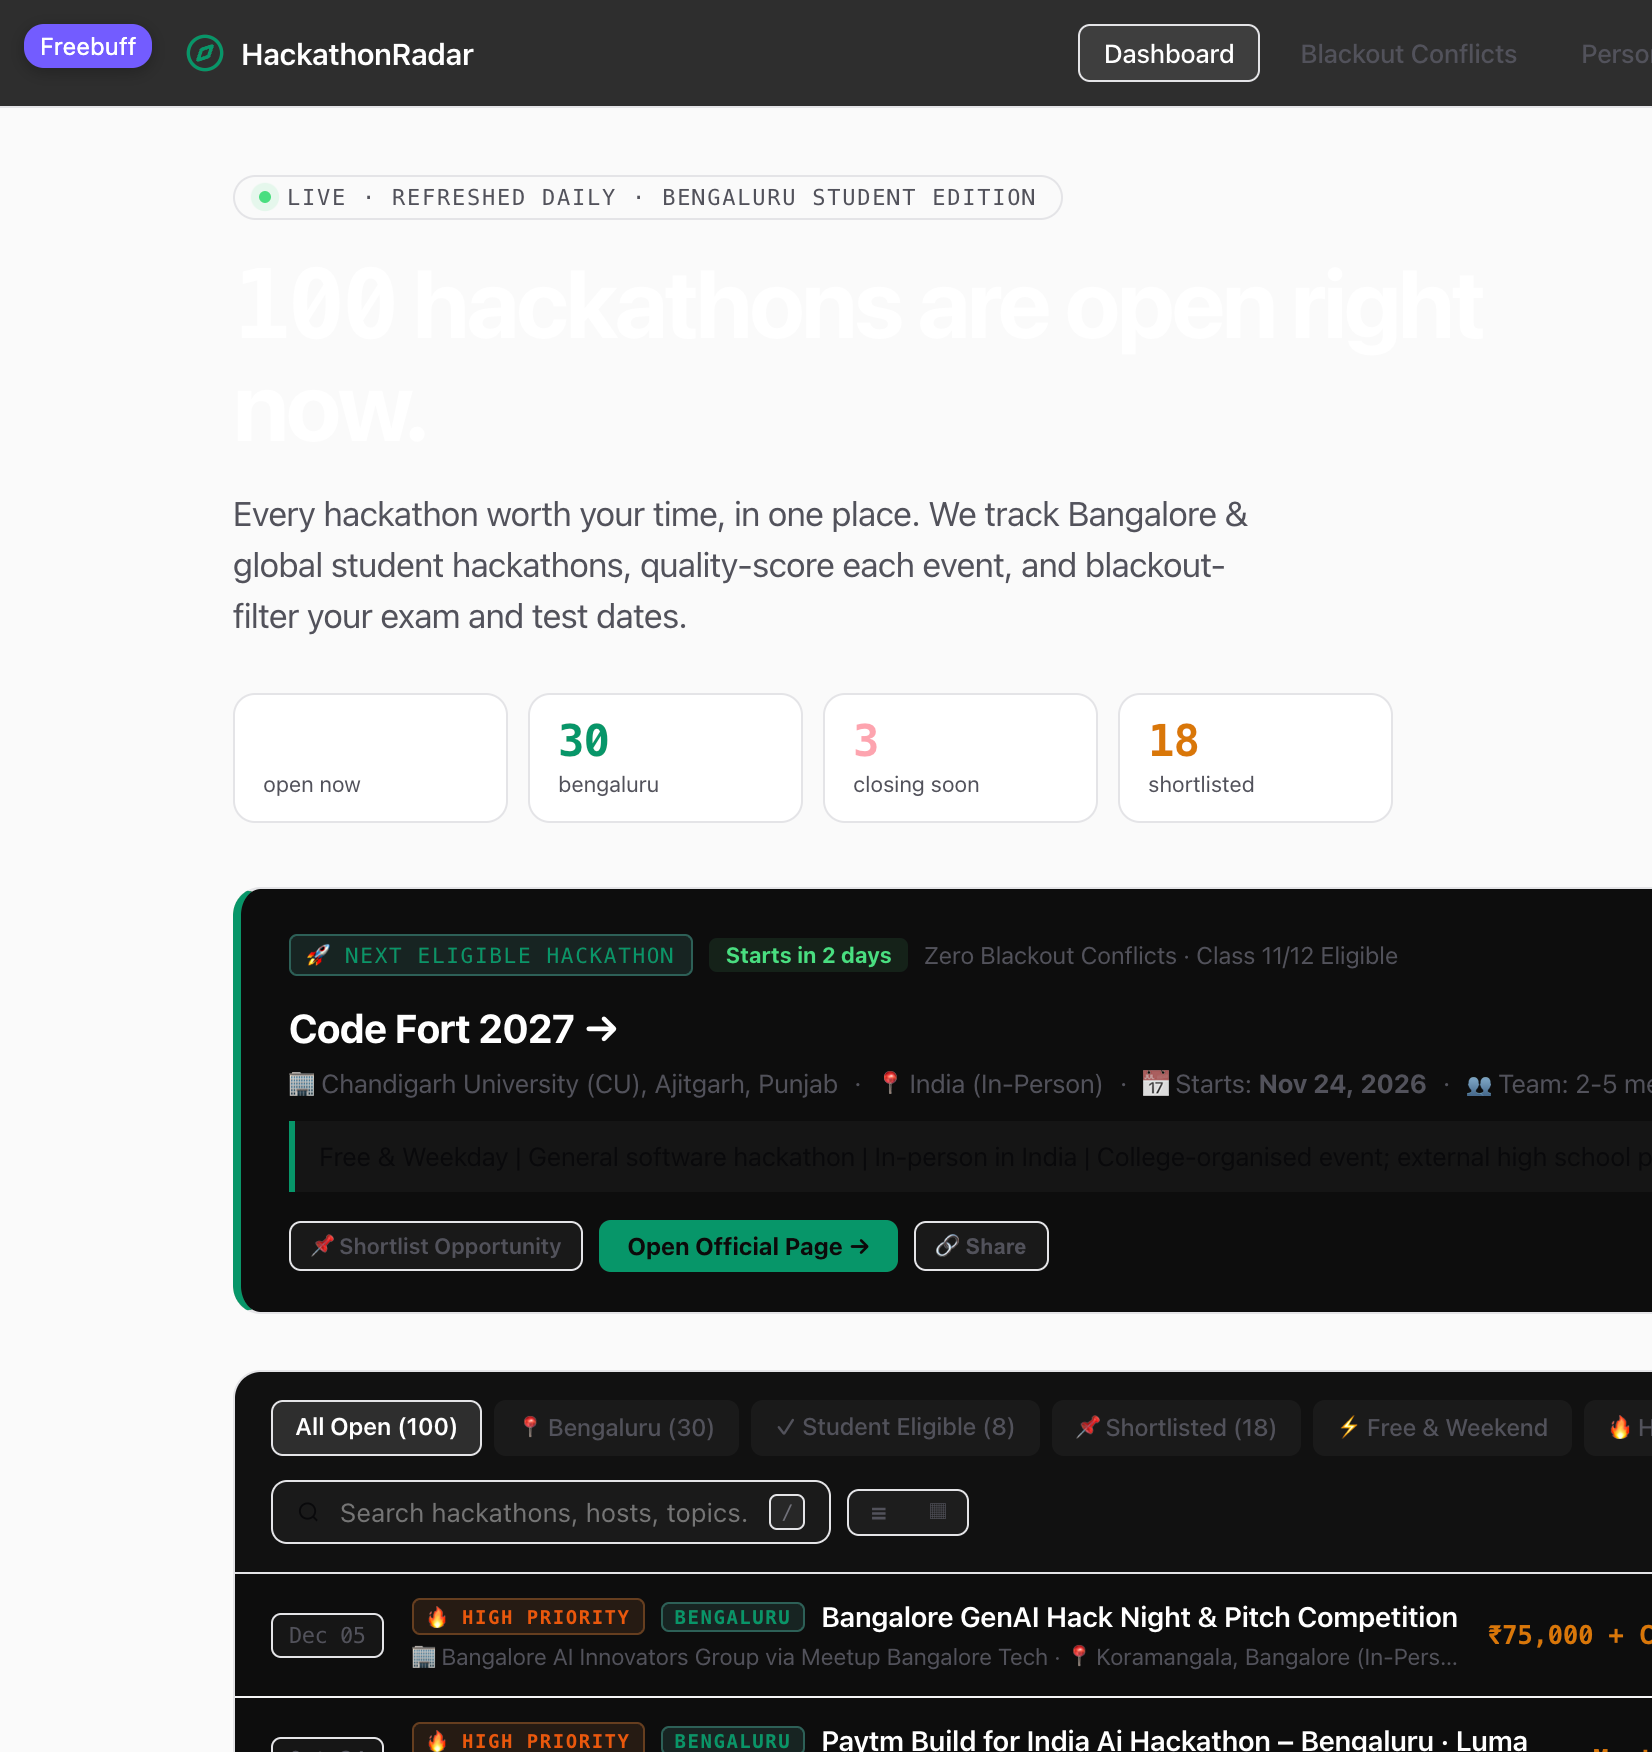 Freebuff
HackathonRadar
Dashboard
Blackout Conflicts
LIVE · REFRESHED DAILY · BENGALURU STUDENT EDITION
100 hackathons are open right
now.
Every hackathon worth your time, in one place. We track Bangalore &
global student hackathons, quality-score each event, and blackout-
filter your exam and test dates.
open now
30
bengaluru
3
closing soon
18
shortlisted
🚀 NEXT ELIGIBLE HACKATHON
Starts in 2 days
Zero Blackout Conflicts · Class 11/12 Eligible
Code Fort 2027 →
🏢 Chandigarh University (CU), Ajitgarh, Punjab · 📍 India (In-Person) · 📅 Starts: Nov 24, 2026 · 👥 Team: 2-5
Free & Weekday | General software hackathon | In-person in India | College-organised event; external high school
📌 Shortlist Opportunity
Open Official Page →
🔗 Share
All Open (100)
📍 Bengaluru (30)
✓ Student Eligible (8)
📌 Shortlisted (18)
⚡ Free & Weekend
🔥
Search hackathons, hosts, topics.
/
Dec 05
🔥 HIGH PRIORITY
BENGALURU
Bangalore GenAI Hack Night & Pitch Competition
₹75,000 +
🏢 Bangalore AI Innovators Group via Meetup Bangalore Tech · 📍 Koramangala, Bangalore (In-Pers...
🔥 HIGH PRIORITY
BENGALURU
Paytm Build for India Ai Hackathon – Bengaluru · Luma